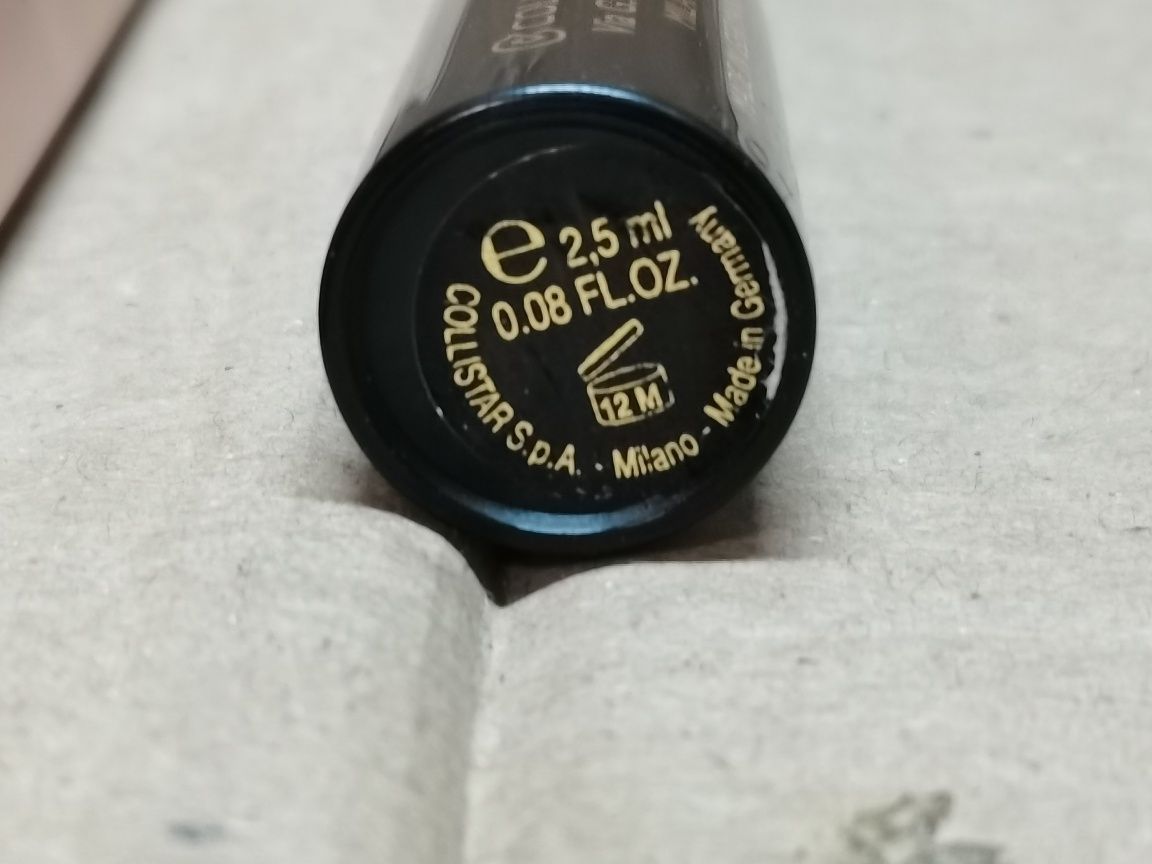 e 2,5 ml
0.08 FL.OZ.
12 M
COLLISTAR S.p.A. · Milano - Made in Germany